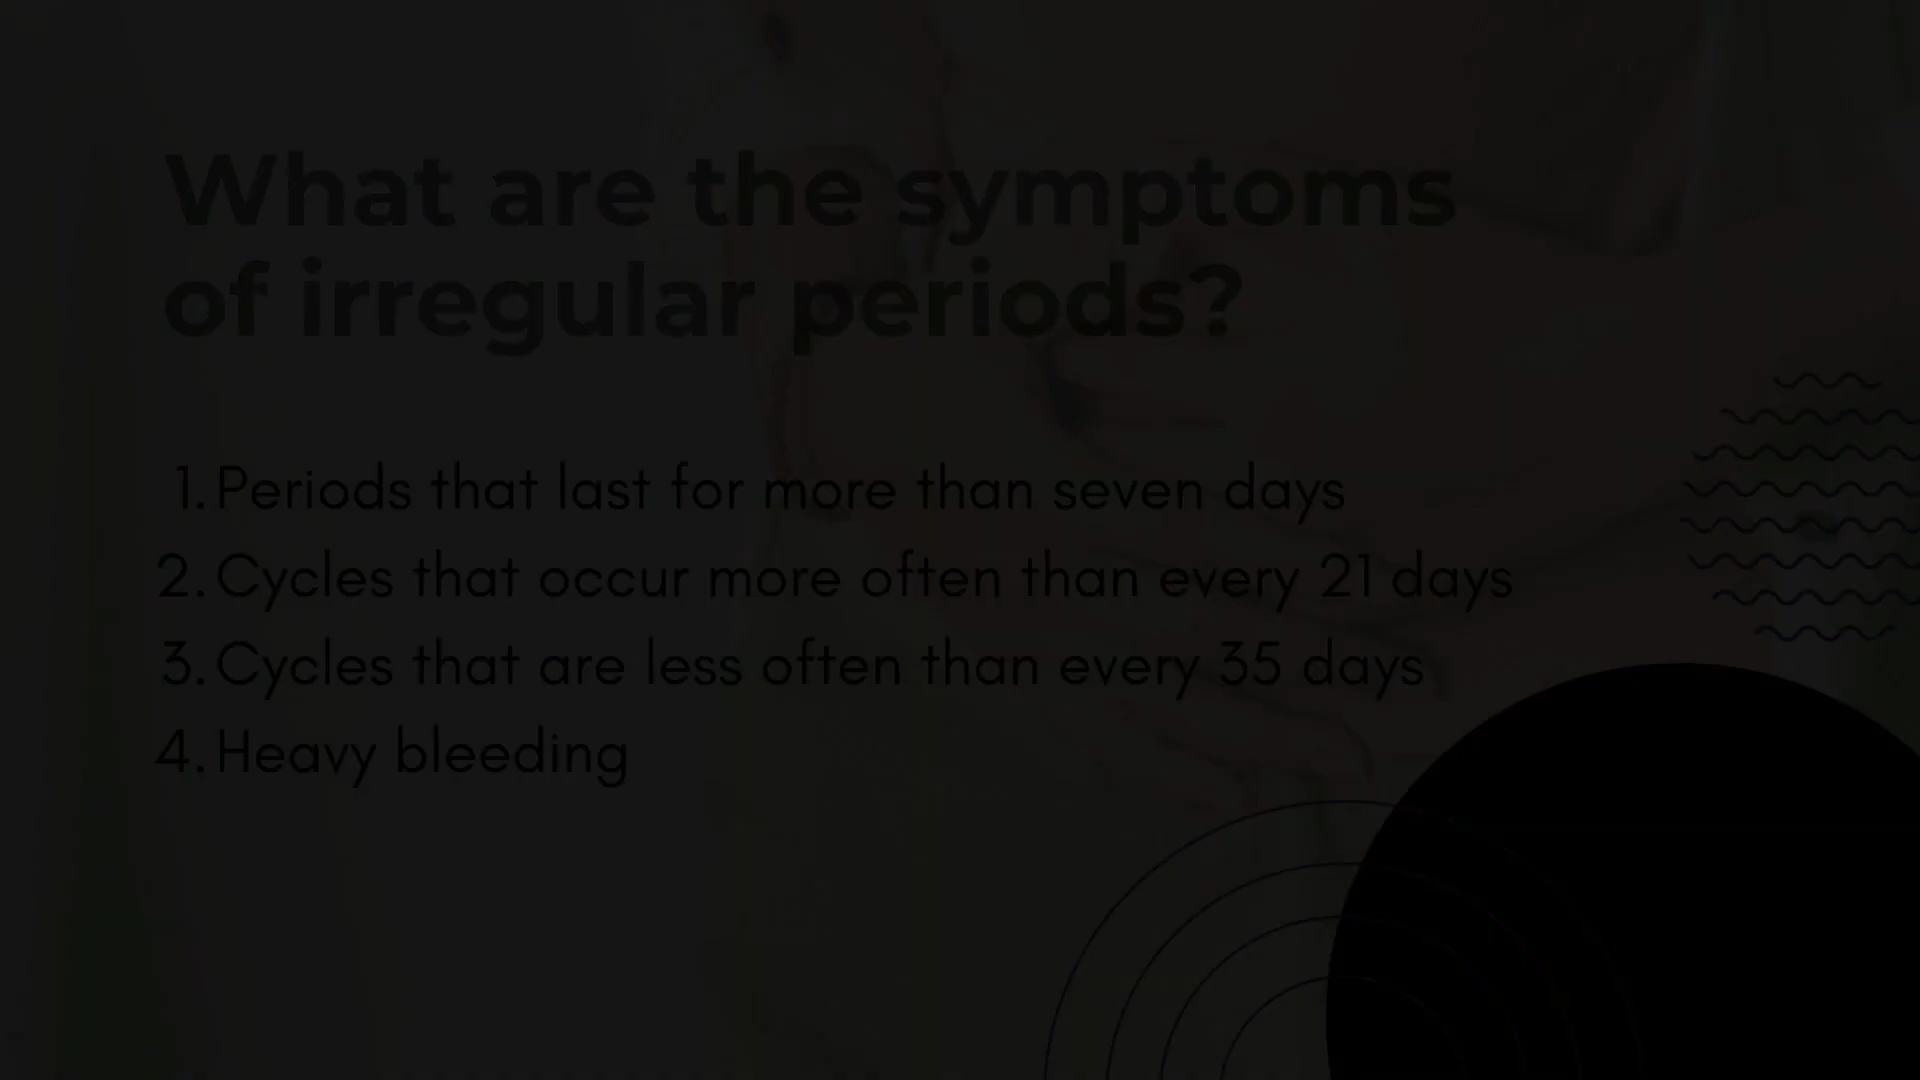 What are the symptoms
of irregular periods?
1. Periods that last for more than seven days
2. Cycles that occur more often than every 21 days
3. Cycles that are less often than every 35 days
4. Heavy bleeding